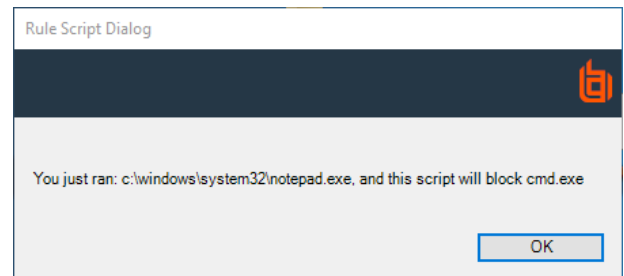 Rule Script Dialog
You just ran: c:\windows\system32\notepad.exe, and this script will block cmd.exe
OK